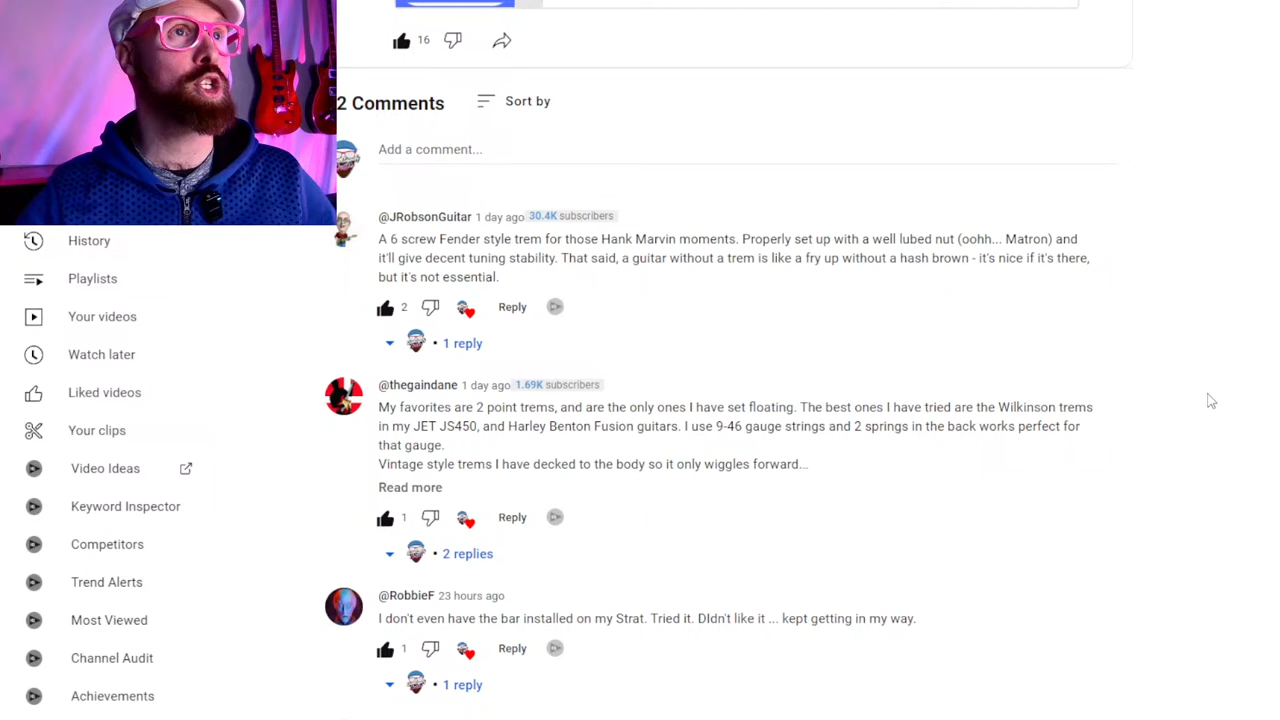 16
2 Comments
Sort by
Add a comment...
@JRobsonGuitar 1 day ago 30.4K subscribers
A 6 screw Fender style trem for those Hank Marvin moments. Properly set up with a well lubed nut (oohh... Matron) and
it'll give decent tuning stability. That said, a guitar without a trem is like a fry up without a hash brown - it's nice if it's there,
but it's not essential.
2
Reply
• 1 reply
@thegaindane 1 day ago 1.69K subscribers
My favorites are 2 point trems, and are the only ones I have set floating. The best ones I have tried are the Wilkinson trems
in my JET JS450, and Harley Benton Fusion guitars. I use 9-46 gauge strings and 2 springs in the back works perfect for
that gauge.
Vintage style trems I have decked to the body so it only wiggles forward...
Read more
1
Reply
• 2 replies
@RobbieF 23 hours ago
I don't even have the bar installed on my Strat. Tried it. DIdn't like it ... kept getting in my way.
1
Reply
• 1 reply
History
Playlists
Your videos
Watch later
Liked videos
Your clips
Video Ideas
Keyword Inspector
Competitors
Trend Alerts
Most Viewed
Channel Audit
Achievements